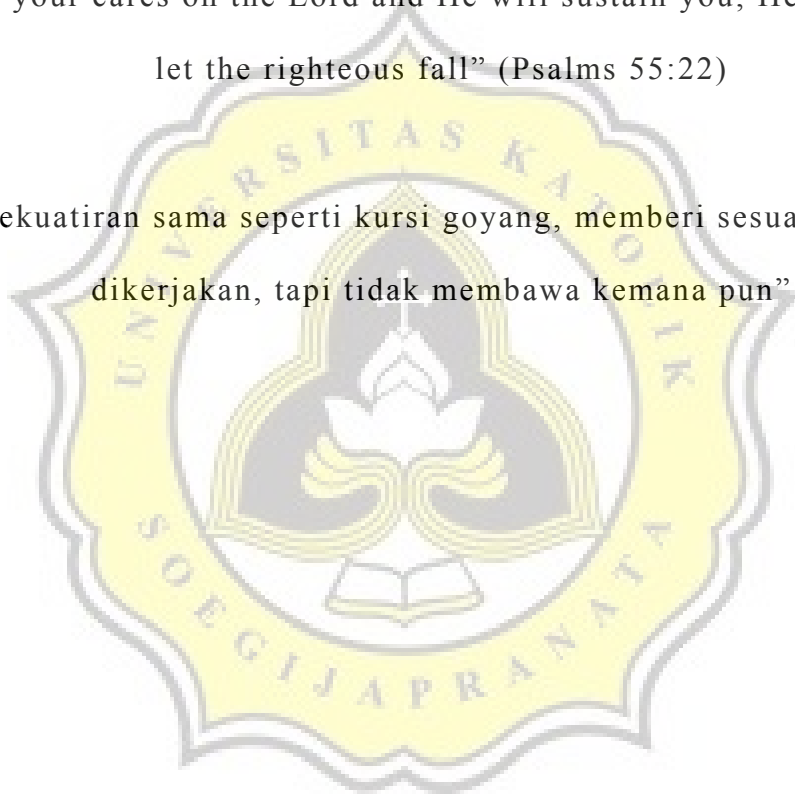 your cares on the Lord and He will sustain you; He
let the righteous fall” (Psalms 55:22)
ekuatiran sama seperti kursi goyang, memberi sesua
dikerjakan, tapi tidak membawa kemana pun”
UNIVERSITAS KATOLIK
SOEGIJAPRANATA